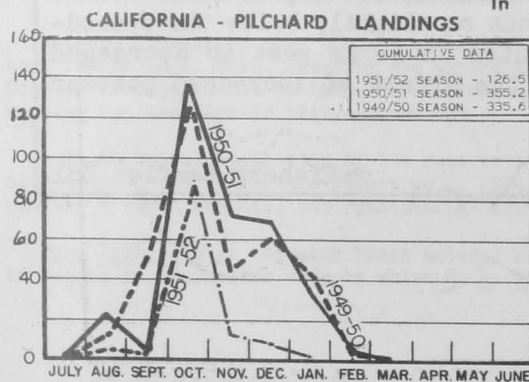 In
CALIFORNIA - PILCHARD LANDINGS
CUMULATIVE DATA
1951/52 SEASON - 126.5
1950/51 SEASON - 355.2
1949/50 SEASON - 335.6
160
140
120
100
80
60
40
20
0
1950-51
1951-52
1949-50
JULY AUG. SEPT. OCT. NOV. DEC. JAN. FEB. MAR. APR. MAY JUNE